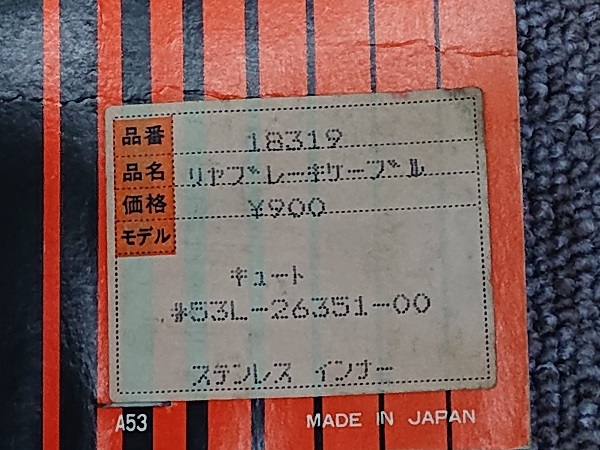 品番 18319
品名 リヤブレーキケーブル
価格 ¥900
モデル
キュート
#53L-26351-00
ステンレス インナー
A53 MADE IN JAPAN